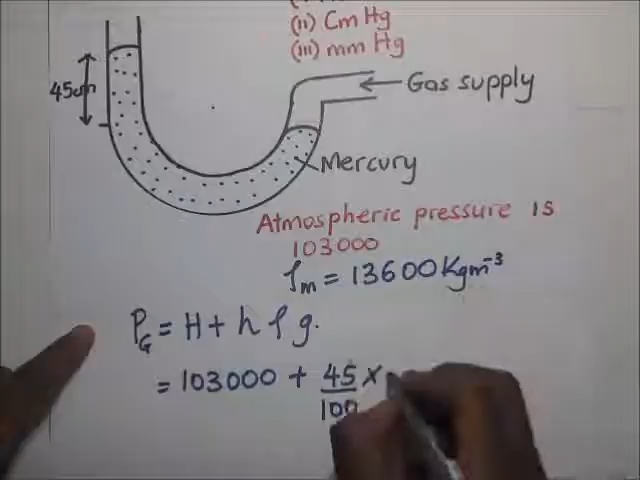 (ii) Cm Hg
(iii) mm Hg
45cm
Gas supply
Mercury
Atmospheric pressure is
103000
ρm = 13600 Kgm⁻³
PG = H + h ρ g.
= 103000 + 45/100 ×